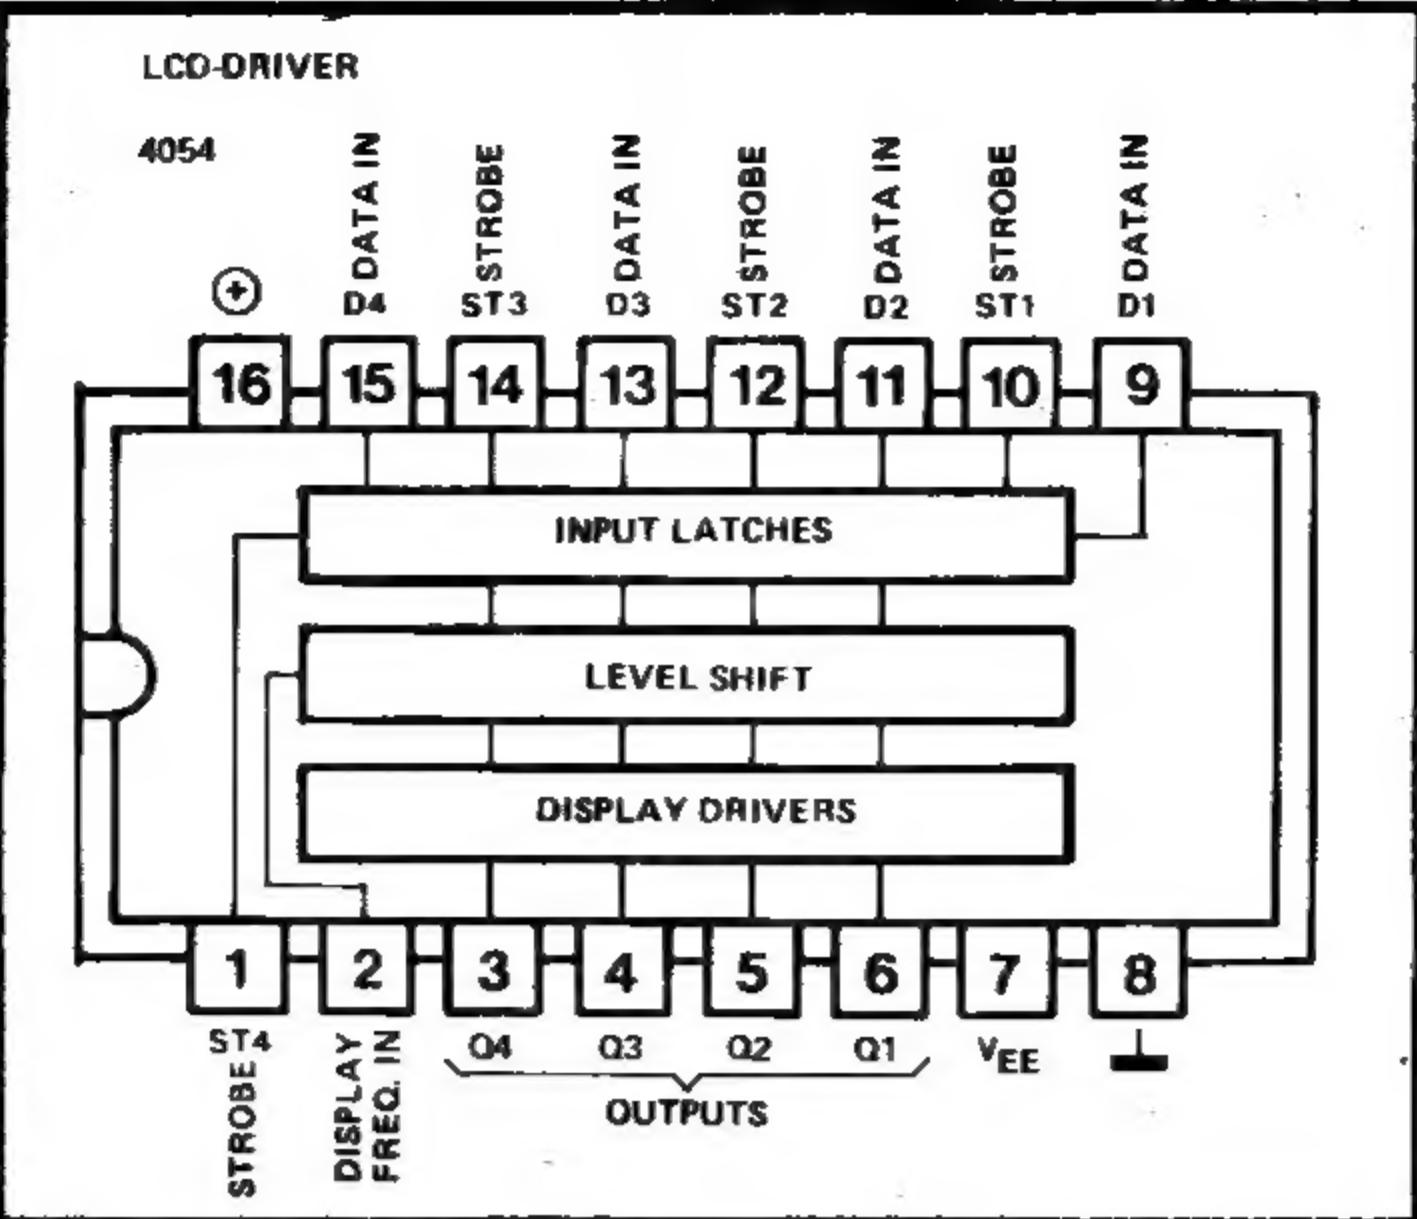 LCD-DRIVER
4054
DATA IN
STROBE
DATA IN
STROBE
DATA IN
STROBE
DATA IN
+
D4
ST3
D3
ST2
D2
ST1
D1
16
15
14
13
12
11
10
9
INPUT LATCHES
LEVEL SHIFT
DISPLAY DRIVERS
1
2
3
4
5
6
7
8
ST4
STROBE
DISPLAY
FREQ. IN
Q4
Q3
Q2
Q1
VEE
OUTPUTS